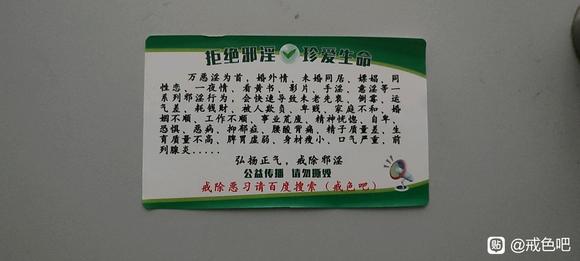 拒绝邪淫 珍爱生命
万恶淫为首，婚外情、未婚同居、嫖娼、同
性恋、一夜情、看黄书、影片、手淫、意淫等一
系列邪淫行为，会快速导致未老先衰、倒霉、运
气差、耗钱财、被人欺负、卑贱、家庭不和、婚
姻不顺、工作不顺、事业荒废、精神恍惚、自卑、
恐惧、恶病、抑郁症、腰酸背痛、精子质量差、生
育质量不高、脾胃虚弱、身材瘦小、口气严重、前
列腺炎.....
弘扬正气，戒除邪淫
公益传播 请勿撕毁
戒除恶习请百度搜索（戒色吧）
贴 @戒色吧